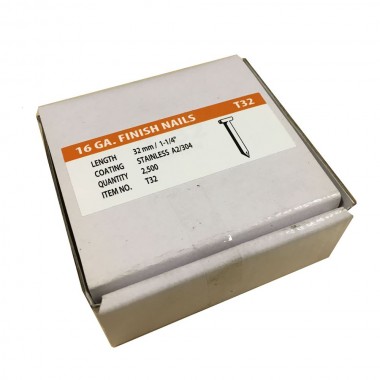 16 GA. FINISH NAILS T32
LENGTH 32 mm / 1-1/4"
COATING STAINLESS A2/304
QUANTITY 2,500
ITEM NO. T32